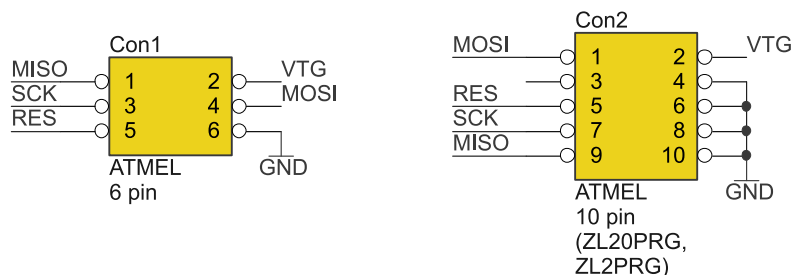 Con1
MISO 1 2 VTG
SCK 3 4 MOSI
RES 5 6
GND
ATMEL
6 pin
Con2
MOSI 1 2 VTG
3 4
RES 5 6
SCK 7 8
MISO 9 10
GND
ATMEL
10 pin
(ZL20PRG,
ZL2PRG)